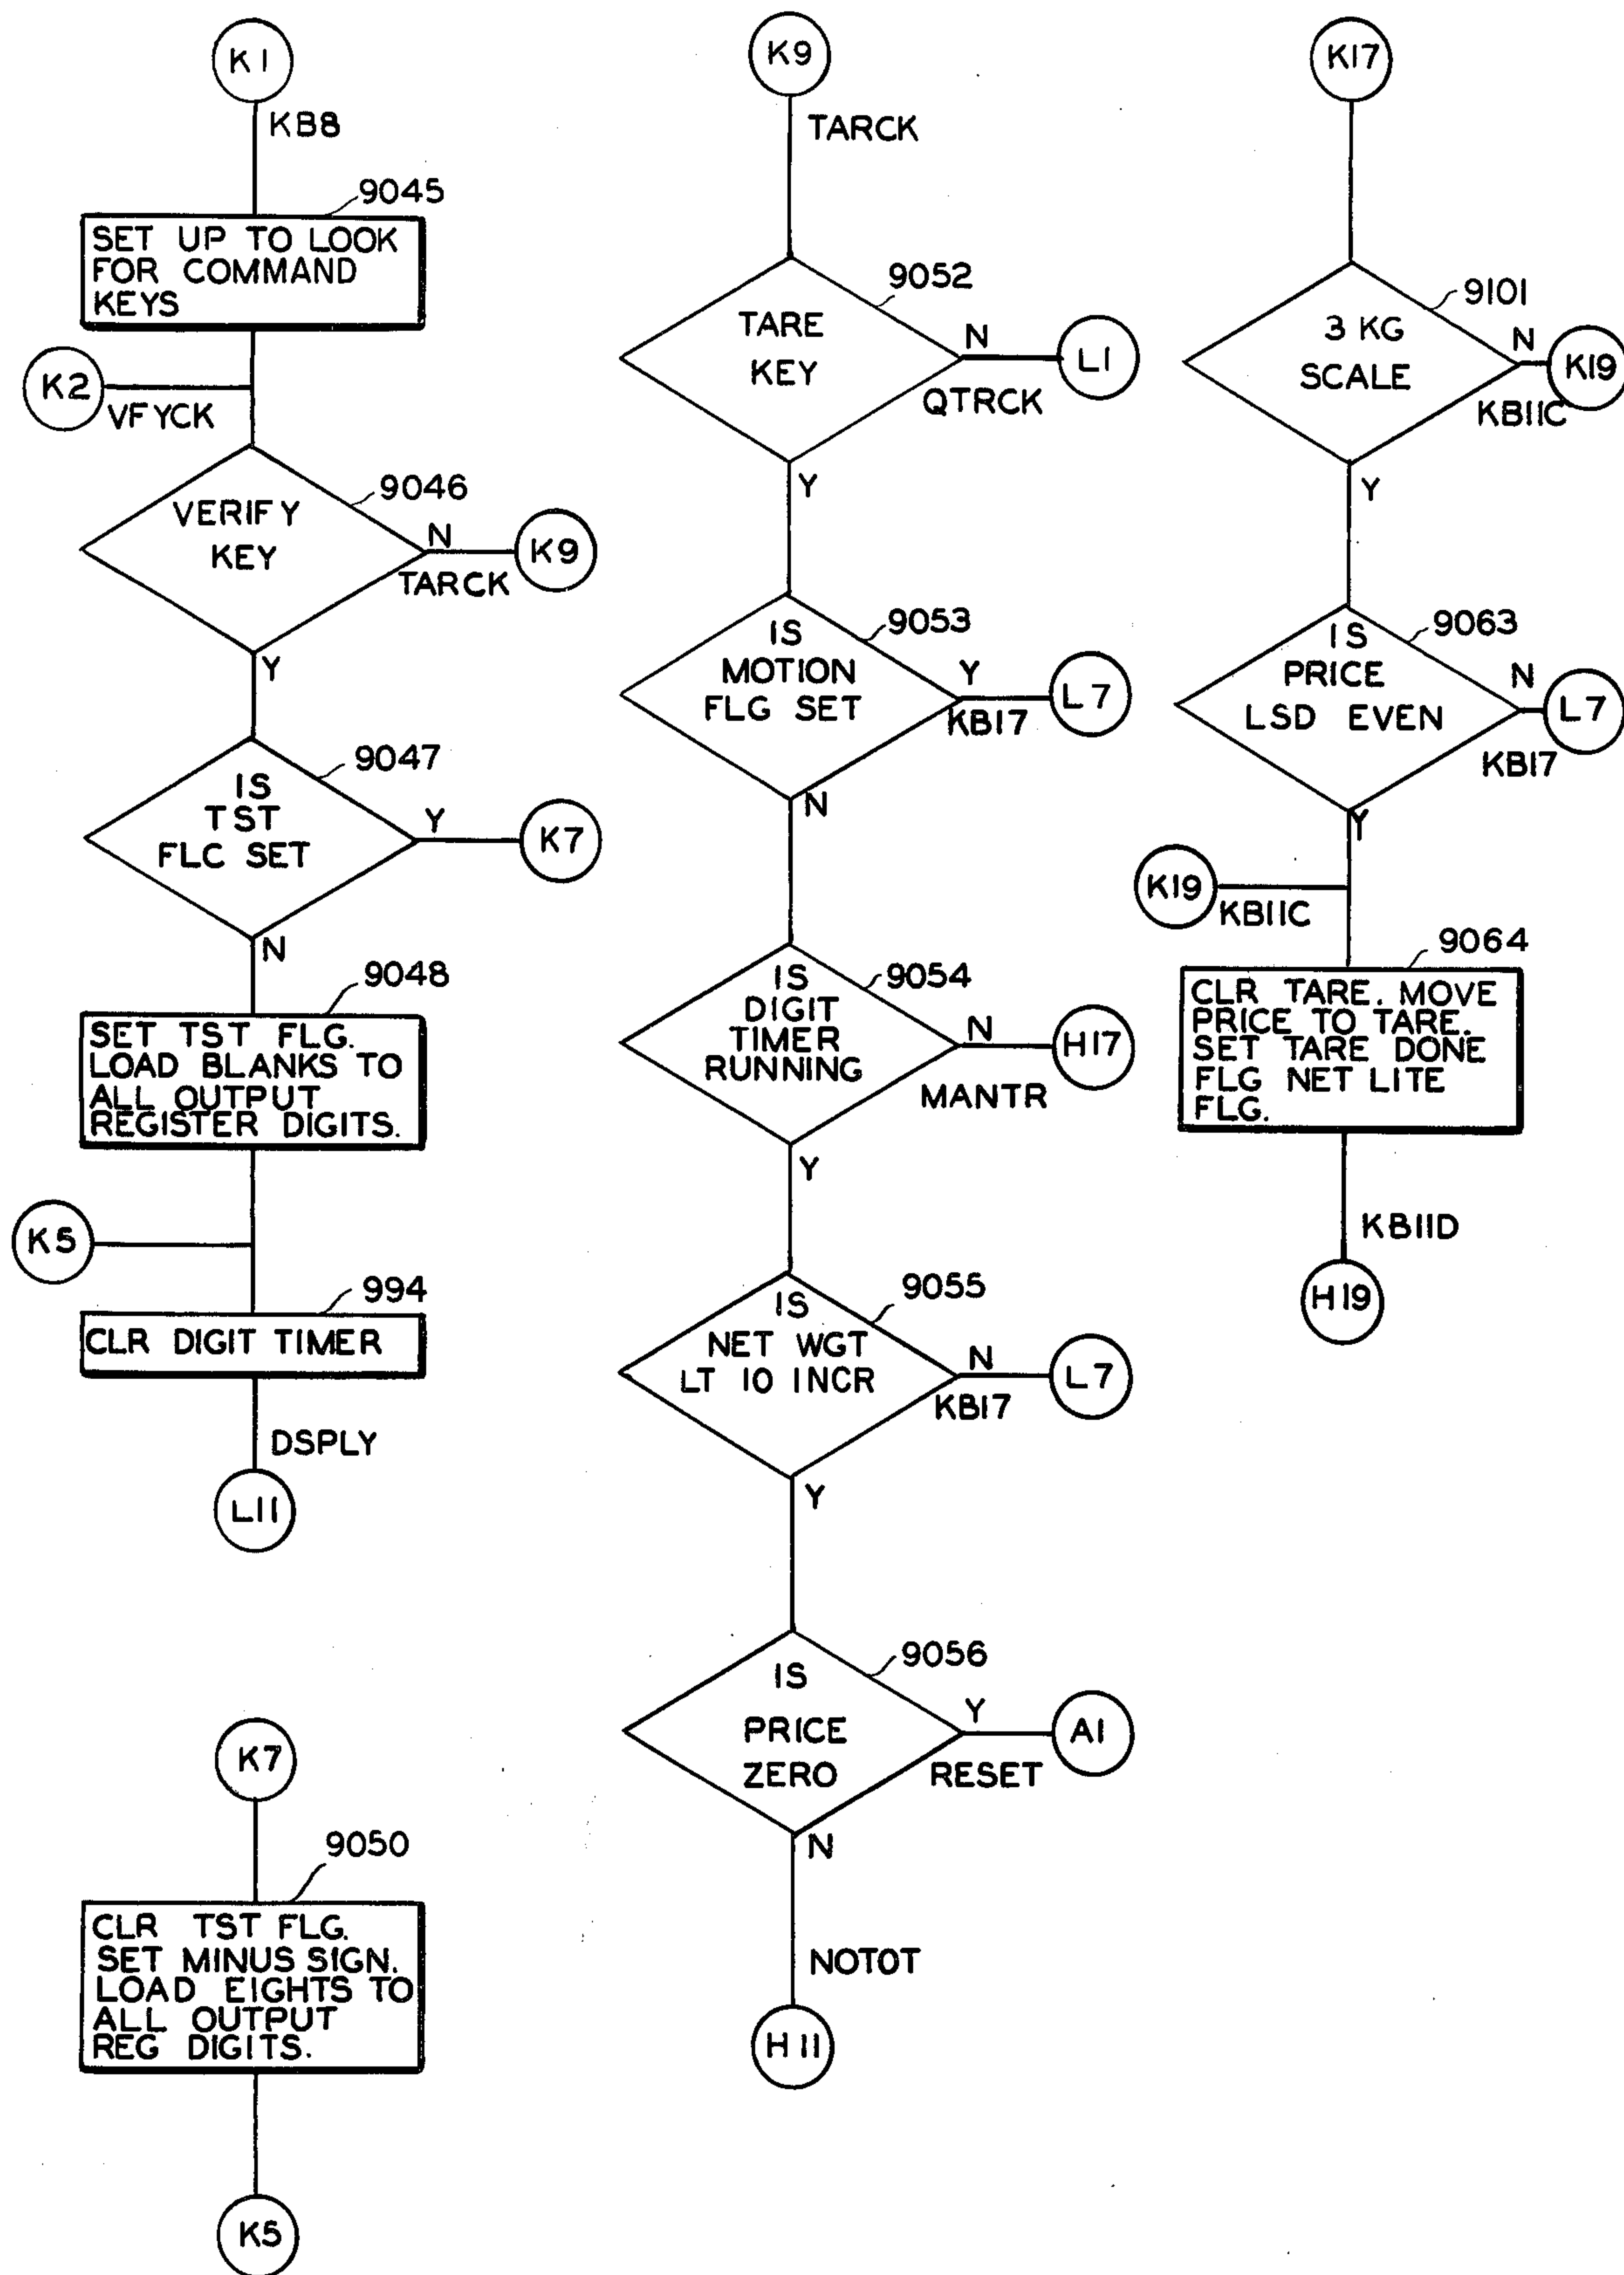 K1
KB8
9045
SET UP TO LOOK
FOR COMMAND
KEYS
K2
VFYCK
9046
VERIFY
KEY
N
K9
TARCK
Y
9047
IS
TST
FLC SET
Y
K7
N
9048
SET TST FLG.
LOAD BLANKS TO
ALL OUTPUT
REGISTER DIGITS.
K5
994
CLR DIGIT TIMER
DSPLY
L11
K7
9050
CLR TST FLG.
SET MINUS SIGN.
LOAD EIGHTS TO
ALL OUTPUT
REG DIGITS.
K5
K9
TARCK
9052
TARE
KEY
N
L1
QTRCK
Y
9053
IS
MOTION
FLG SET
Y
L7
KB17
N
9054
IS
DIGIT
TIMER
RUNNING
N
H17
MANTR
Y
9055
IS
NET WGT
LT 10 INCR
N
L7
KB17
Y
9056
IS
PRICE
ZERO
Y
A1
RESET
N
NOTOT
H11
K17
9101
3 KG
SCALE
N
K19
KB11C
Y
9063
IS
PRICE
LSD EVEN
N
L7
KB17
Y
K19
KB11C
9064
CLR TARE. MOVE
PRICE TO TARE.
SET TARE DONE
FLG NET LITE
FLG.
KB11D
H19